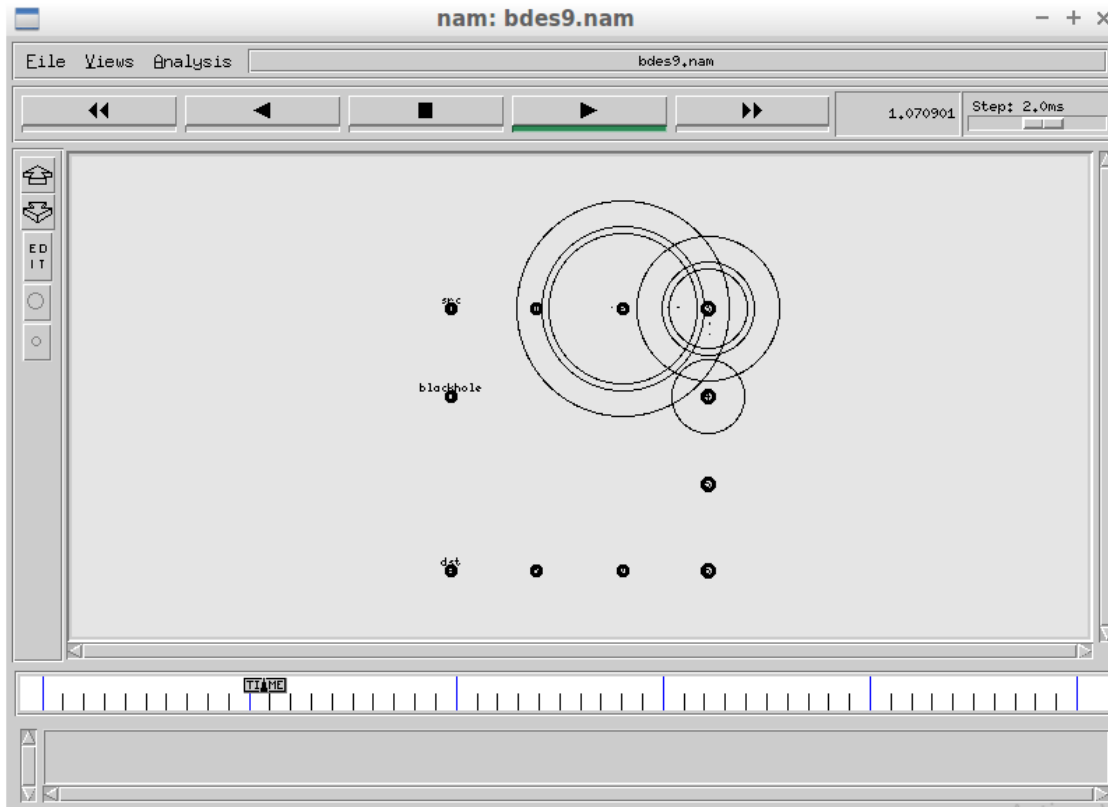 nam: bdes9.nam
File Views Analysis bdes9.nam
1.070901 Step: 2.0ms
ED
IT
src
blackhole
dst
TIME